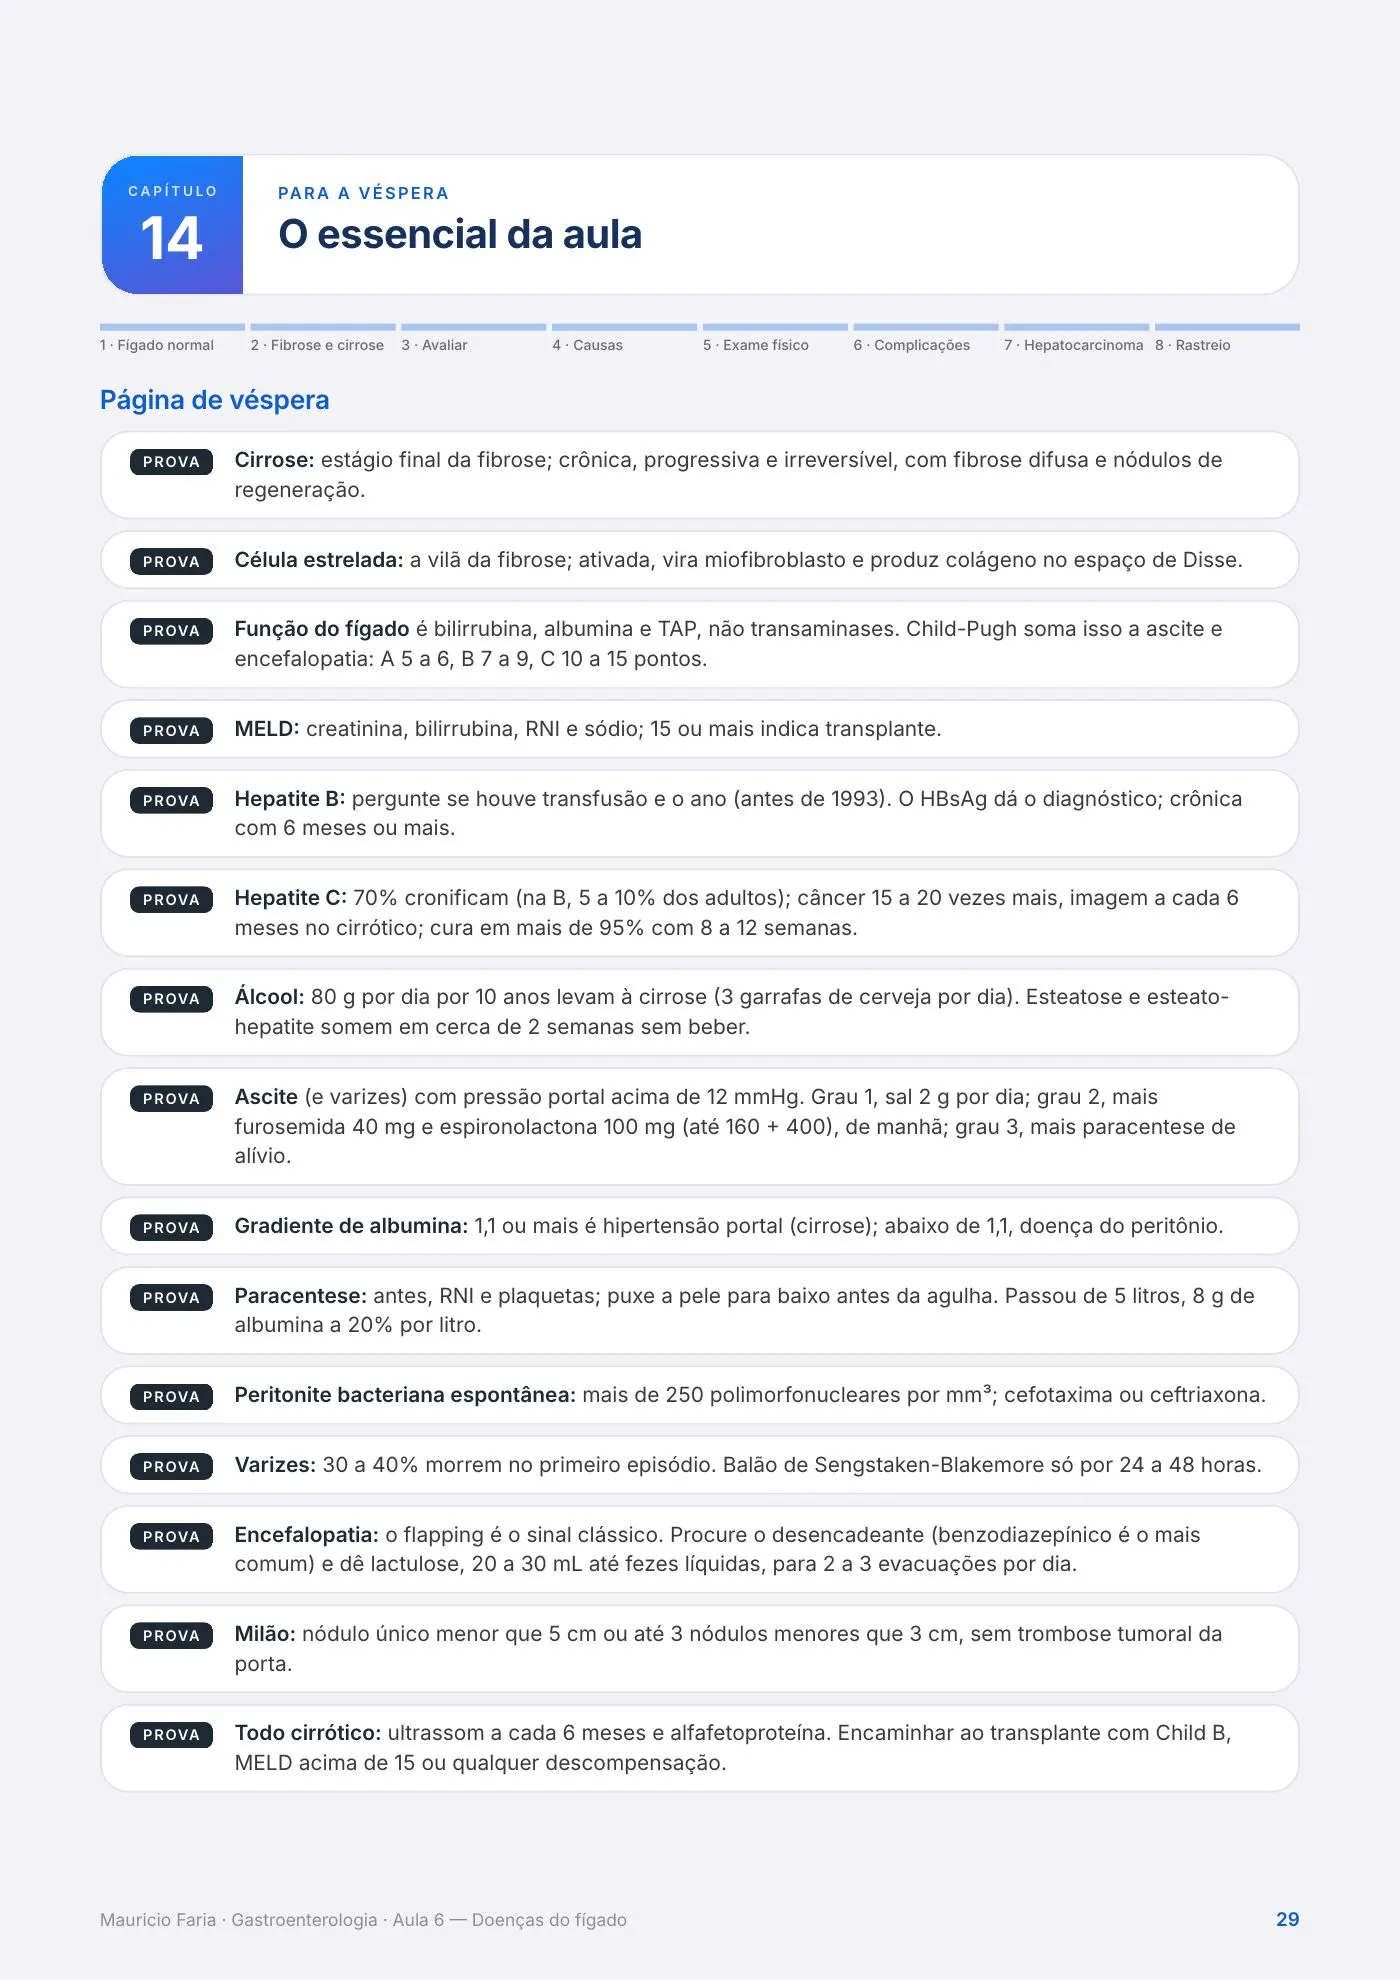 CAPÍTULO
14
PARA A VÉSPERA
O essencial da aula
1 · Fígado normal
2 · Fibrose e cirrose
3 · Avaliar
4 · Causas
5 · Exame físico
6 · Complicações
7 · Hepatocarcinoma
8 · Rastreio
Página de véspera
PROVA
Cirrose: estágio final da fibrose; crônica, progressiva e irreversível, com fibrose difusa e nódulos de
regeneração.
PROVA
Célula estrelada: a vilã da fibrose; ativada, vira miofibroblasto e produz colágeno no espaço de Disse.
PROVA
Função do fígado é bilirrubina, albumina e TAP, não transaminases. Child-Pugh soma isso a ascite e
encefalopatia: A 5 a 6, B 7 a 9, C 10 a 15 pontos.
PROVA
MELD: creatinina, bilirrubina, RNI e sódio; 15 ou mais indica transplante.
PROVA
Hepatite B: pergunte se houve transfusão e o ano (antes de 1993). O HBsAg dá o diagnóstico; crônica
com 6 meses ou mais.
PROVA
Hepatite C: 70% cronificam (na B, 5 a 10% dos adultos); câncer 15 a 20 vezes mais, imagem a cada 6
meses no cirrótico; cura em mais de 95% com 8 a 12 semanas.
PROVA
Álcool: 80 g por dia por 10 anos levam à cirrose (3 garrafas de cerveja por dia). Esteatose e esteato-
hepatite somem em cerca de 2 semanas sem beber.
PROVA
Ascite (e varizes) com pressão portal acima de 12 mmHg. Grau 1, sal 2 g por dia; grau 2, mais
furosemida 40 mg e espironolactona 100 mg (até 160 + 400), de manhã; grau 3, mais paracentese de
alívio.
PROVA
Gradiente de albumina: 1,1 ou mais é hipertensão portal (cirrose); abaixo de 1,1, doença do peritônio.
PROVA
Paracentese: antes, RNI e plaquetas; puxe a pele para baixo antes da agulha. Passou de 5 litros, 8 g de
albumina a 20% por litro.
PROVA
Peritonite bacteriana espontânea: mais de 250 polimorfonucleares por mm³; cefotaxima ou ceftriaxona.
PROVA
Varizes: 30 a 40% morrem no primeiro episódio. Balão de Sengstaken-Blakemore só por 24 a 48 horas.
PROVA
Encefalopatia: o flapping é o sinal clássico. Procure o desencadeante (benzodiazepínico é o mais
comum) e dê lactulose, 20 a 30 mL até fezes líquidas, para 2 a 3 evacuações por dia.
PROVA
Milão: nódulo único menor que 5 cm ou até 3 nódulos menores que 3 cm, sem trombose tumoral da
porta.
PROVA
Todo cirrótico: ultrassom a cada 6 meses e alfafetoproteína. Encaminhar ao transplante com Child B,
MELD acima de 15 ou qualquer descompensação.
Mauricio Faria · Gastroenterologia · Aula 6 — Doenças do fígado
29